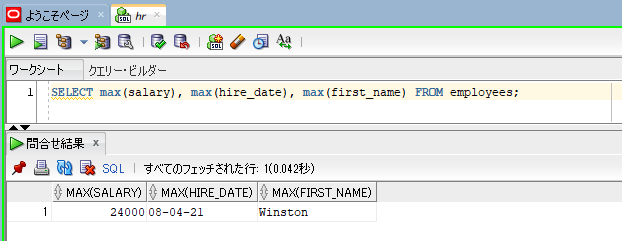 ようこそページ hr
SQL Aa
ワークシート クエリー・ビルダー
1 SELECT max(salary), max(hire_date), max(first_name) FROM employees;
問合せ結果 x
SQL | すべてのフェッチされた行: 1(0.042秒)
MAX(SALARY) MAX(HIRE_DATE) MAX(FIRST_NAME)
1 24000 08-04-21 Winston